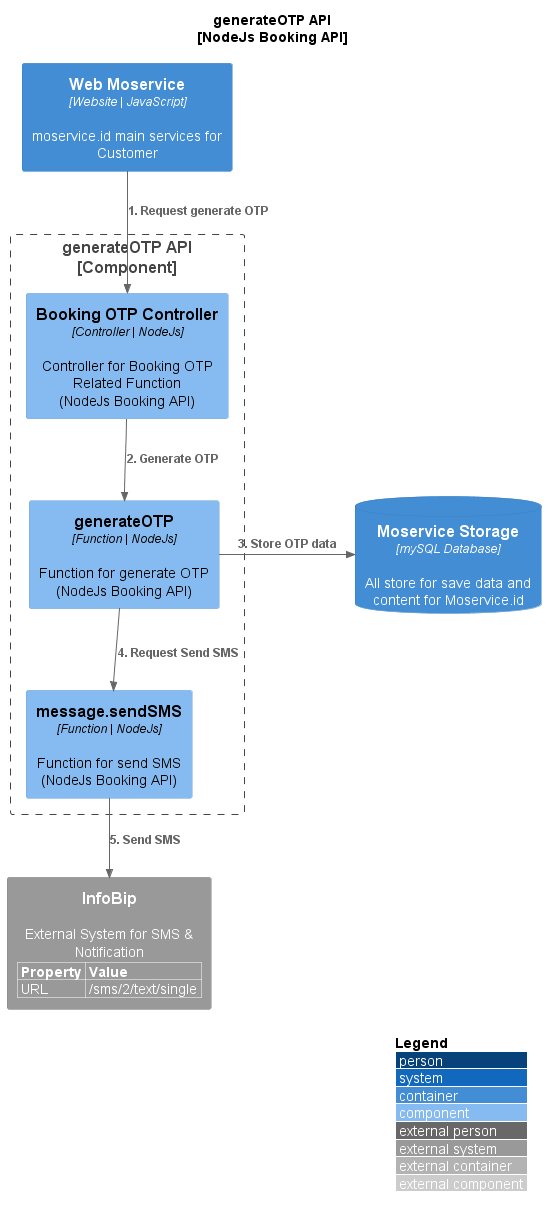 generateOTP API
[NodeJs Booking API]
Web Moservice
[Website | JavaScript]
moservice.id main services for
Customer
1. Request generate OTP
generateOTP API
[Component]
Booking OTP Controller
[Controller | NodeJs]
Controller for Booking OTP
Related Function
(NodeJs Booking API)
2. Generate OTP
generateOTP
[Function | NodeJs]
Function for generate OTP
(NodeJs Booking API)
3. Store OTP data
Moservice Storage
[mySQL Database]
All store for save data and
content for Moservice.id
4. Request Send SMS
message.sendSMS
[Function | NodeJs]
Function for send SMS
(NodeJs Booking API)
5. Send SMS
InfoBip
External System for SMS &
Notification
Property Value
URL /sms/2/text/single
Legend
person
system
container
component
external person
external system
external container
external component